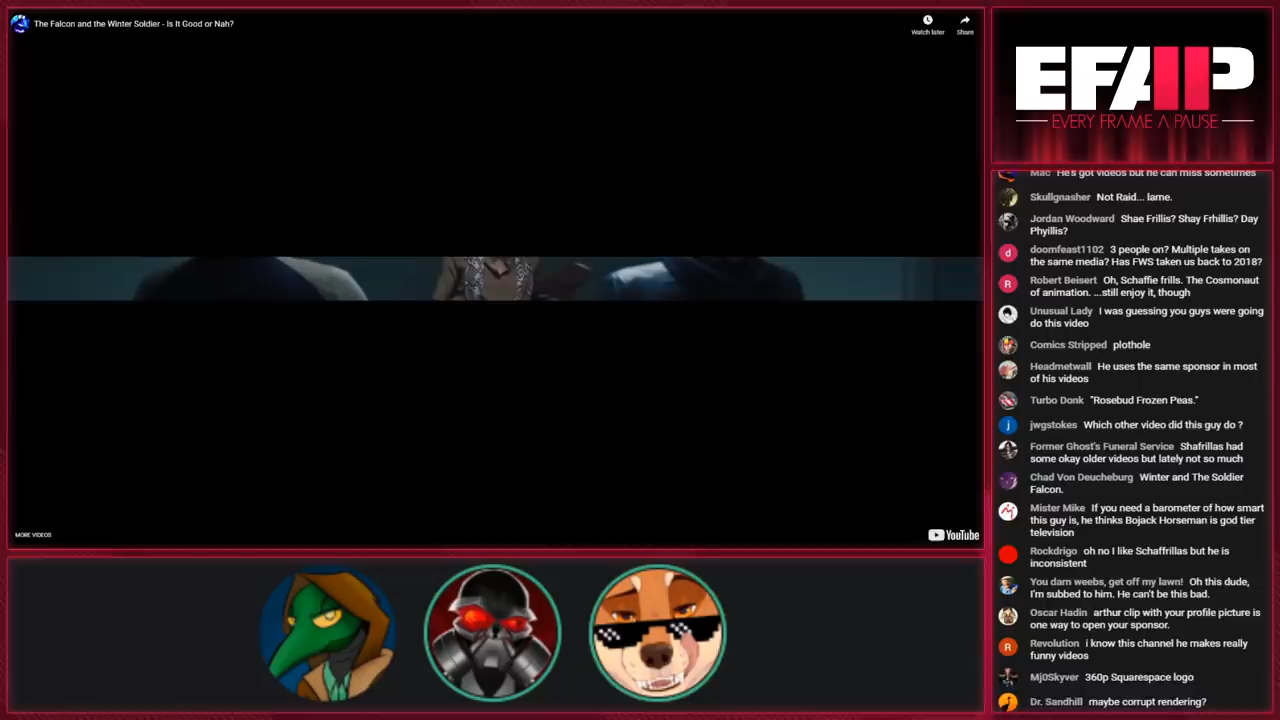 The Falcon and the Winter Soldier - Is It Good or Nah?
Watch later
Share
MORE VIDEOS
YouTube
EFAP
EVERY FRAME A PAUSE
Mac He's got videos but he can miss sometimes
Skullgnasher Not Raid... lame.
Jordan Woodward Shae Frillis? Shay Frhillis? Day
Phyillis?
d
doomfeast1102 3 people on? Multiple takes on
the same media? Has FWS taken us back to 2018?
R
Robert Beisert Oh, Schaffie frills. The Cosmonaut
of animation. ...still enjoy it, though
Unusual Lady I was guessing you guys were going
do this video
Comics Stripped plothole
Headmetwall He uses the same sponsor in most
of his videos
Turbo Donk "Rosebud Frozen Peas."
j
jwgstokes Which other video did this guy do ?
Former Ghost's Funeral Service Shafrillas had
some okay older videos but lately not so much
Chad Von Deucheburg Winter and The Soldier
Falcon.
Mister Mike If you need a barometer of how smart
this guy is, he thinks Bojack Horseman is god tier
television
Rockdrigo oh no I like Schaffrillas but he is
inconsistent
You darn weebs, get off my lawn! Oh this dude,
I'm subbed to him. He can't be this bad.
Oscar Hadin arthur clip with your profile picture is
one way to open your sponsor.
R
Revolution i know this channel he makes really
funny videos
Mj0Skyver 360p Squarespace logo
Dr. Sandhill maybe corrupt rendering?